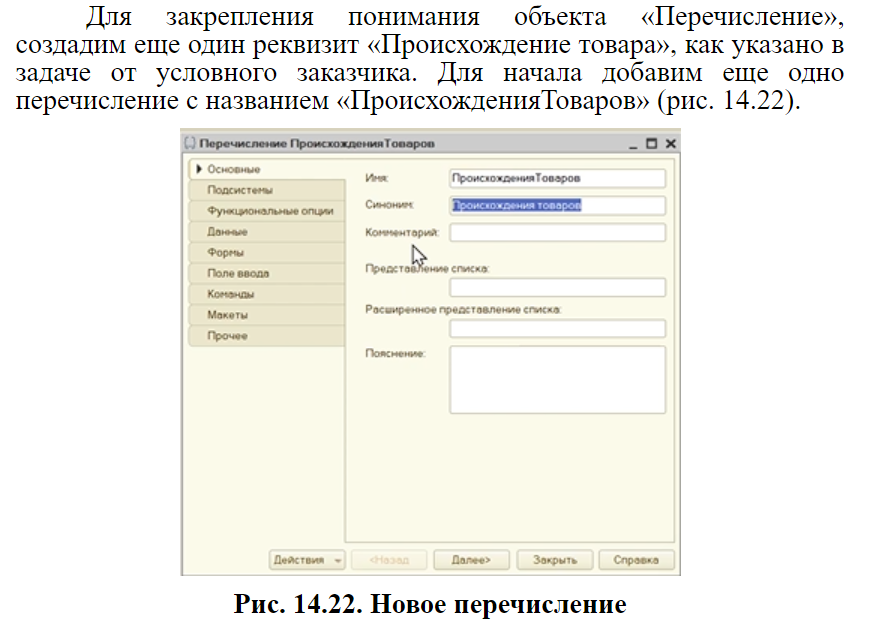 Для закрепления понимания объекта «Перечисление»,
создадим еще один реквизит «Происхождение товара», как указано в
задаче от условного заказчика. Для начала добавим еще одно
перечисление с названием «ПроисхожденияТоваров» (рис. 14.22).
Перечисление ПроисхожденияТоваров
Основные
Подсистемы
Функциональные опции
Данные
Формы
Поле ввода
Команды
Макеты
Прочее
Имя: ПроисхожденияТоваров
Синоним: Происхождения товаров
Комментарий:
Представление списка:
Расширенное представление списка:
Пояснение:
Действия <Назад Далее> Закрыть Справка
Рис. 14.22. Новое перечисление